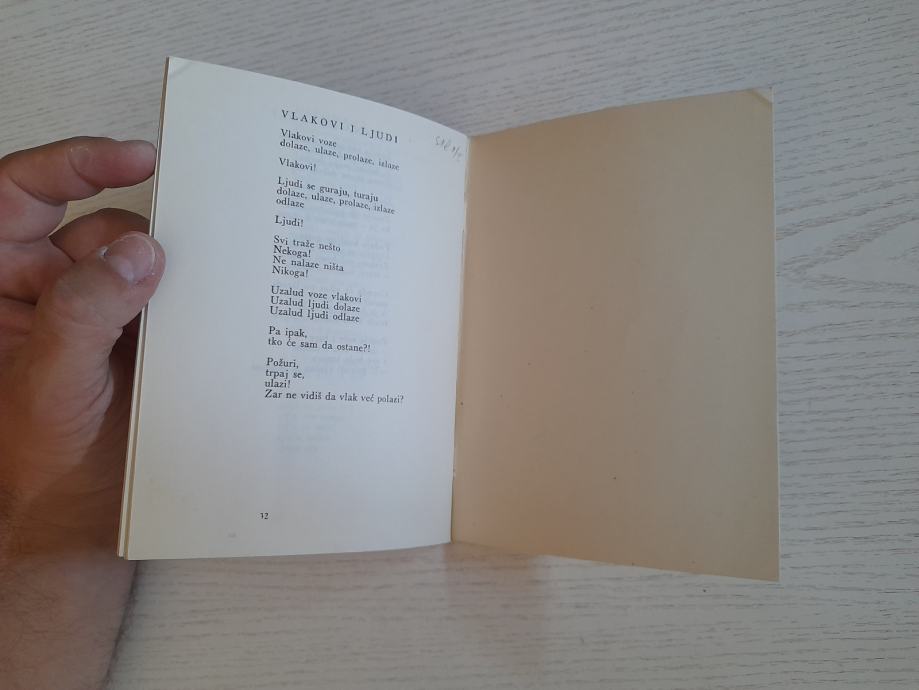 VLAKOVI I LJUDI
Vlakovi voze
dolaze, ulaze, prolaze, izlaze
Vlakovi!
Ljudi se guraju, turaju
dolaze, ulaze, prolaze, izlaze
odlaze
Ljudi!
Svi traže nešto
Nekoga!
Ne nalaze ništa
Nikoga!
Uzalud voze vlakovi
Uzalud ljudi dolaze
Uzalud ljudi odlaze
Pa ipak,
tko će sam da ostane?!
Požuri,
trpaj se,
ulazi!
Zar ne vidiš da vlak već polazi?
12